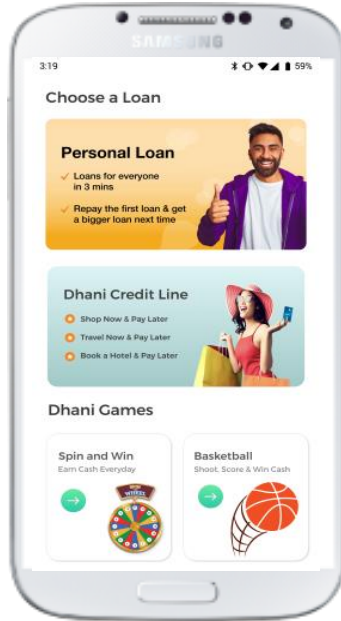 SAMSUNG
3:19
59%
Choose a Loan
Personal Loan
Loans for everyone
in 3 mins
Repay the first loan & get
a bigger loan next time
Dhani Credit Line
Shop Now & Pay Later
Travel Now & Pay Later
Book a Hotel & Pay Later
Dhani Games
Spin and Win
Earn Cash Everyday
WHEEL
Basketball
Shoot, Score & Win Cash